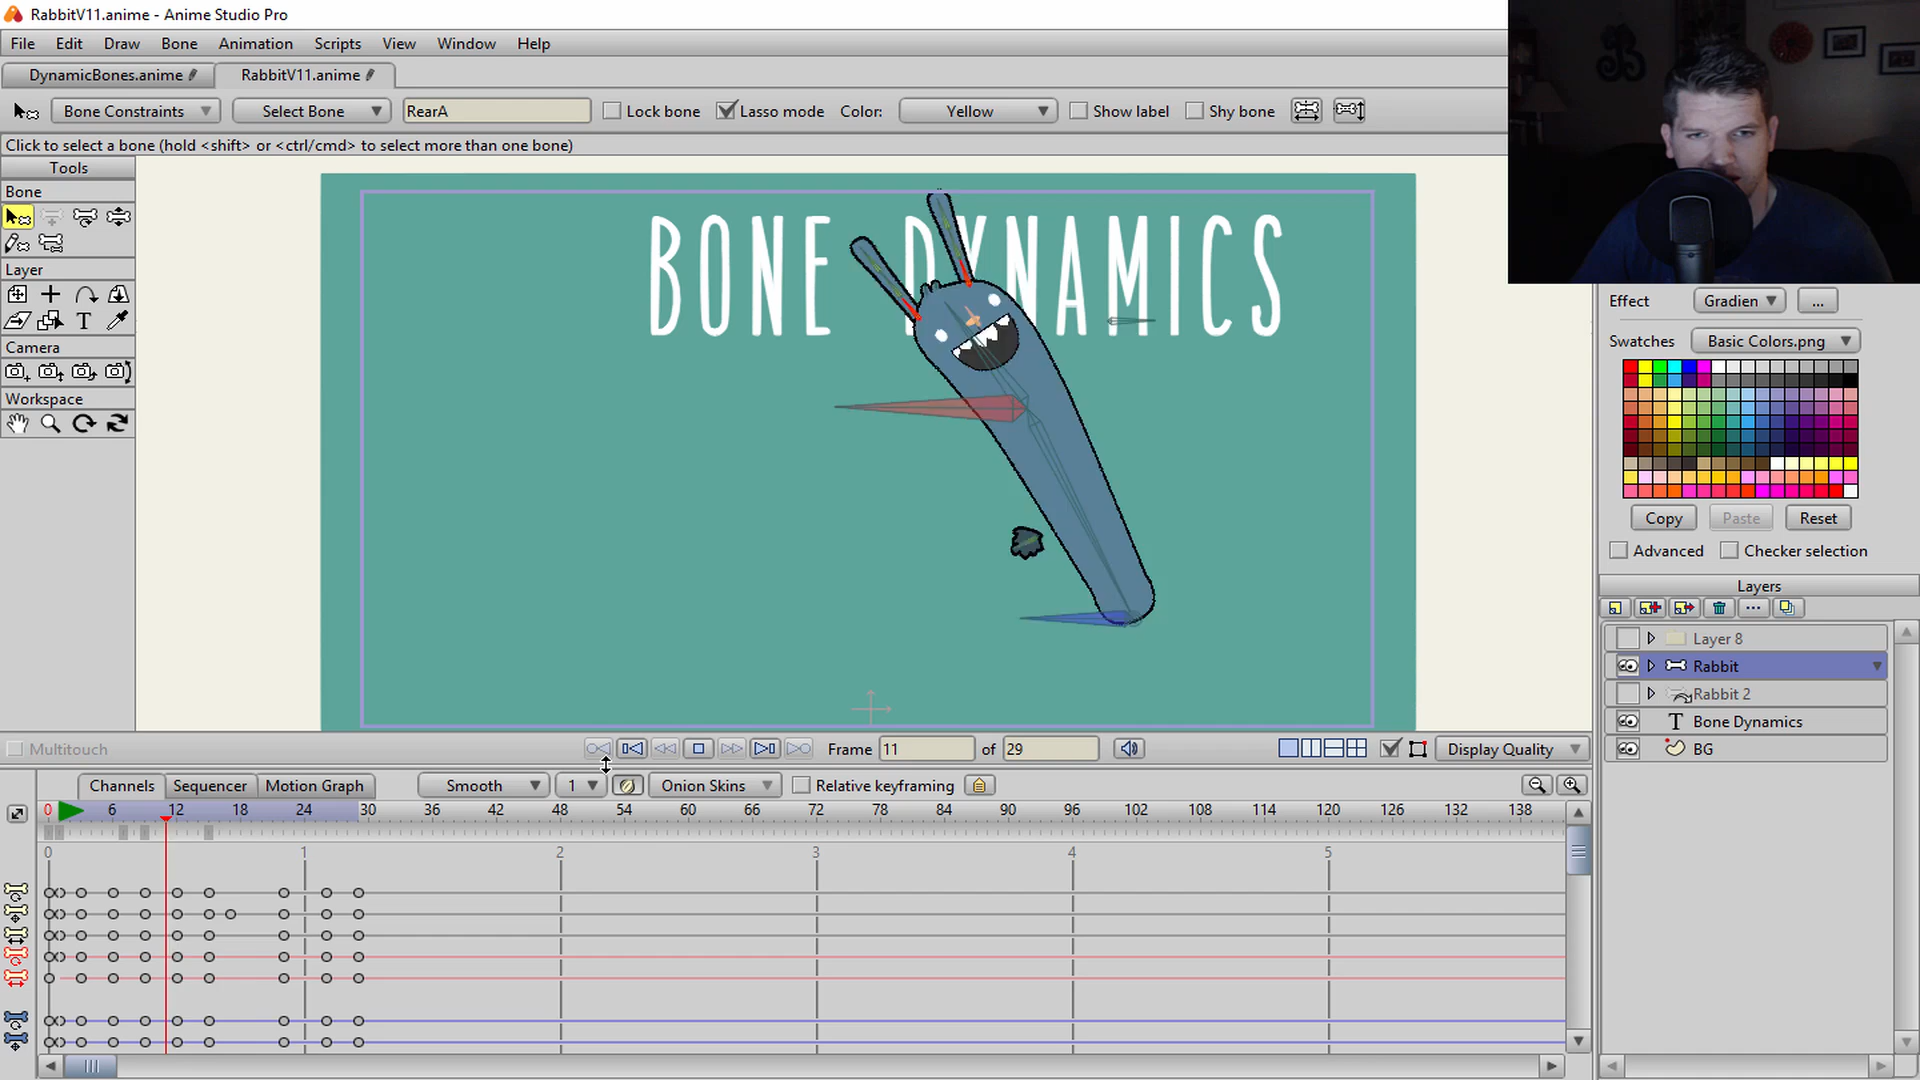 RabbitV11.anime - Anime Studio Pro
File Edit Draw Bone Animation Scripts View Window Help
DynamicBones.anime RabbitV11.anime
Bone Constraints Select Bone RearA Lock bone Lasso mode Color: Yellow Show label Shy bone
Click to select a bone (hold <shift> or <ctrl/cmd> to select more than one bone)
Tools
Bone
Layer
Camera
Workspace
BONE DYNAMICS
Effect Gradien ...
Swatches Basic Colors.png
Copy Paste Reset
Advanced Checker selection
Layers
Layer 8
Rabbit
Rabbit 2
Bone Dynamics
BG
Multitouch Frame 11 of 29 Display Quality
Channels Sequencer Motion Graph Smooth 1 Onion Skins Relative keyframing
0 6 12 18 24 30 36 42 48 54 60 66 72 78 84 90 96 102 108 114 120 126 132 138
0 1 2 3 4 5